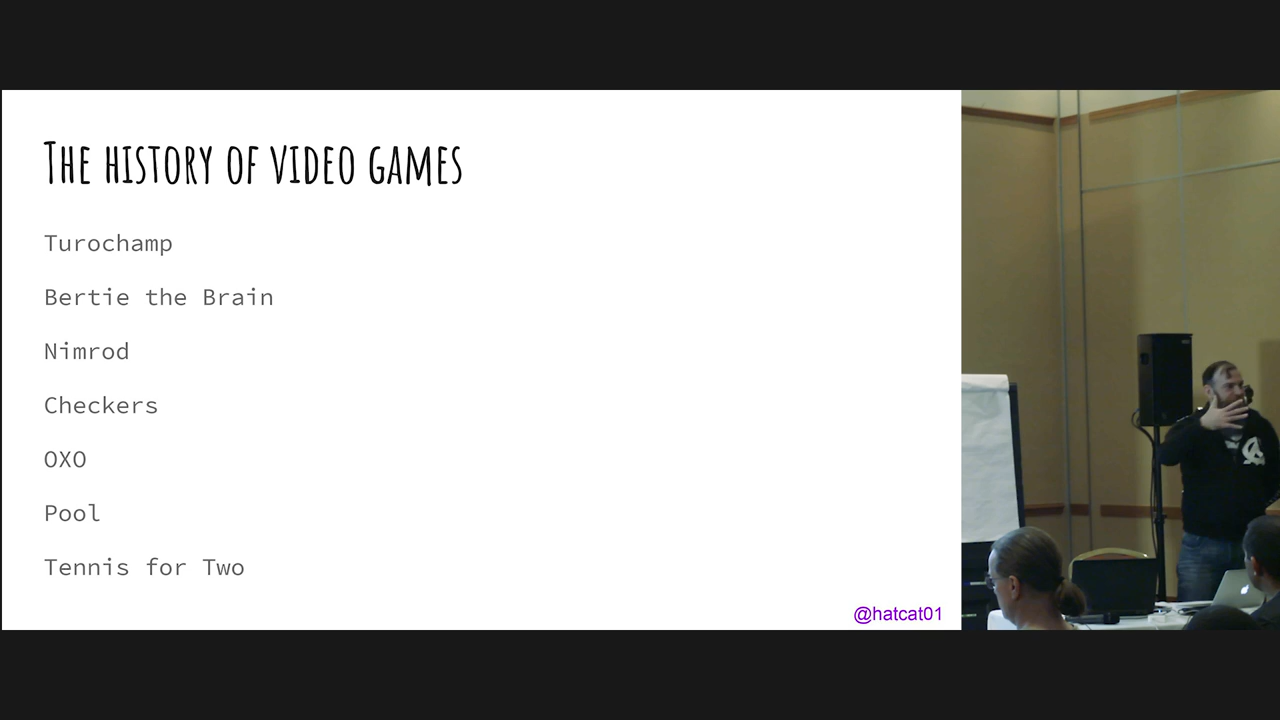 The history of video games
Turochamp
Bertie the Brain
Nimrod
Checkers
OXO
Pool
Tennis for Two
@hatcat01